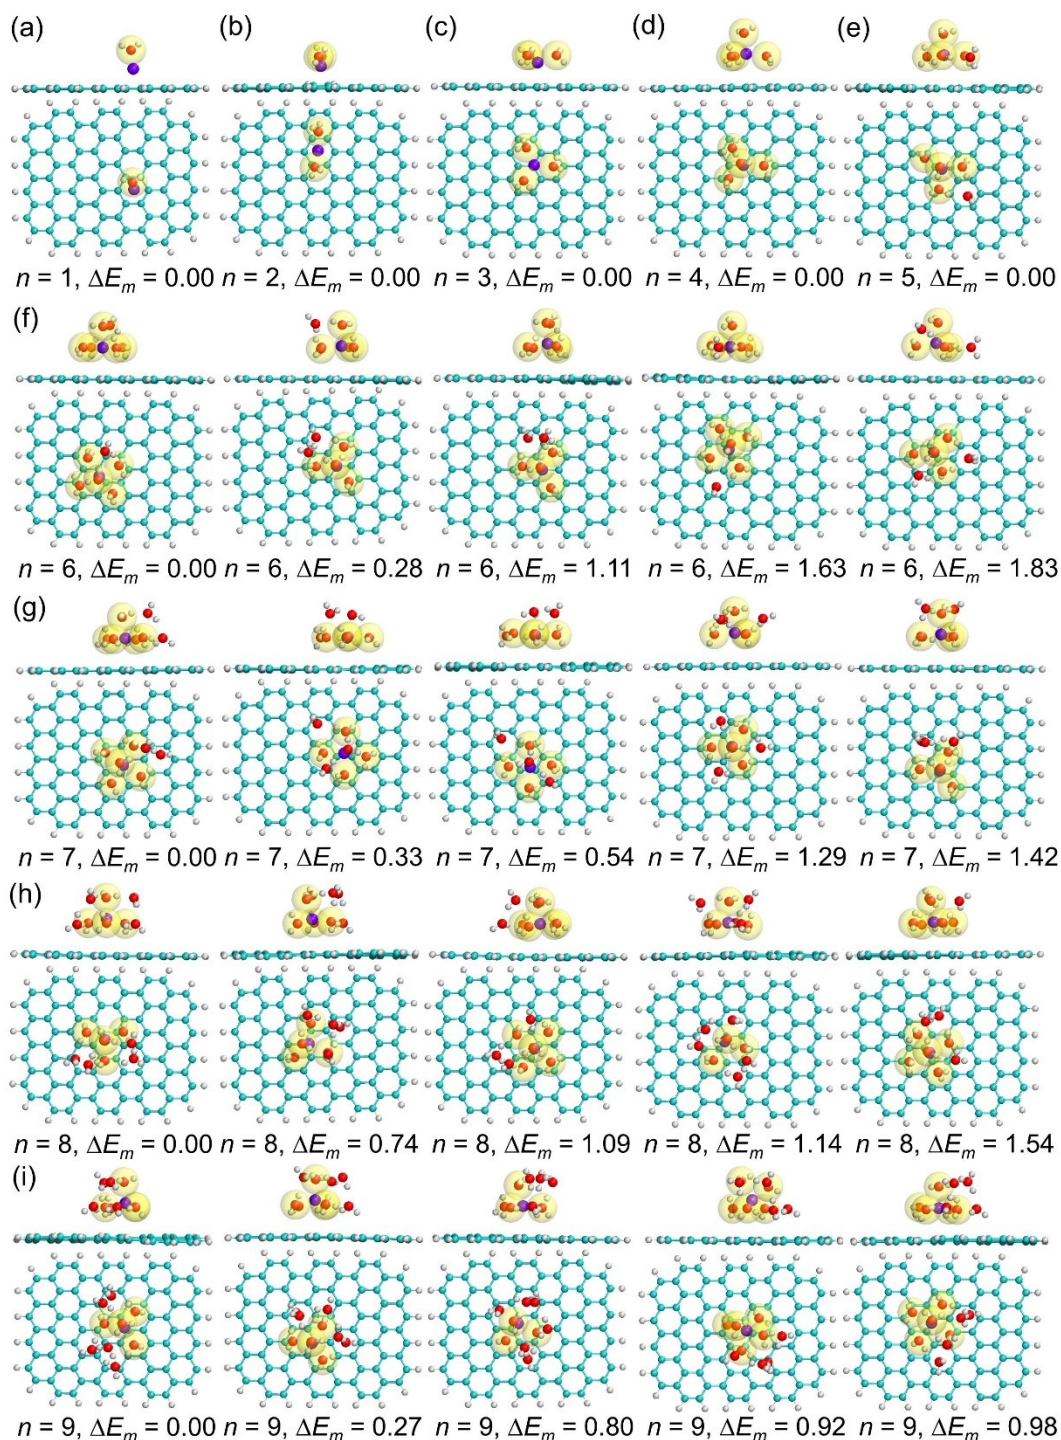 (a) (b) (c) (d) (e)
n = 1, ΔEm = 0.00 n = 2, ΔEm = 0.00 n = 3, ΔEm = 0.00 n = 4, ΔEm = 0.00 n = 5, ΔEm = 0.00
(f)
n = 6, ΔEm = 0.00 n = 6, ΔEm = 0.28 n = 6, ΔEm = 1.11 n = 6, ΔEm = 1.63 n = 6, ΔEm = 1.83
(g)
n = 7, ΔEm = 0.00 n = 7, ΔEm = 0.33 n = 7, ΔEm = 0.54 n = 7, ΔEm = 1.29 n = 7, ΔEm = 1.42
(h)
n = 8, ΔEm = 0.00 n = 8, ΔEm = 0.74 n = 8, ΔEm = 1.09 n = 8, ΔEm = 1.14 n = 8, ΔEm = 1.54
(i)
n = 9, ΔEm = 0.00 n = 9, ΔEm = 0.27 n = 9, ΔEm = 0.80 n = 9, ΔEm = 0.92 n = 9, ΔEm = 0.98